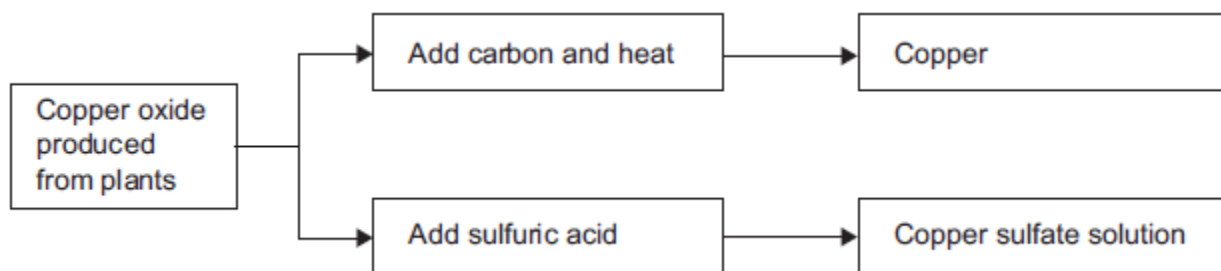 Copper oxide
produced
from plants
Add carbon and heat
Copper
Add sulfuric acid
Copper sulfate solution